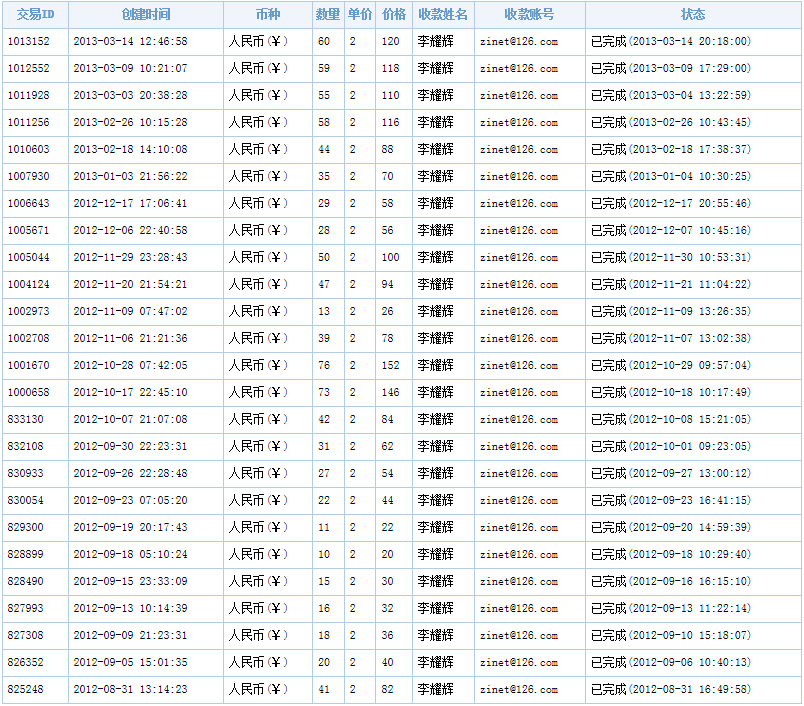 交易ID 创建时间 币种 数量 单价 价格 收款姓名 收款账号 状态
1013152 2013-03-14 12:46:58 人民币(￥) 60 2 120 李耀辉 zinet@126.com 已完成(2013-03-14 20:18:00)
1012552 2013-03-09 10:21:07 人民币(￥) 59 2 118 李耀辉 zinet@126.com 已完成(2013-03-09 17:29:00)
1011928 2013-03-03 20:38:28 人民币(￥) 55 2 110 李耀辉 zinet@126.com 已完成(2013-03-04 13:22:59)
1011256 2013-02-26 10:15:28 人民币(￥) 58 2 116 李耀辉 zinet@126.com 已完成(2013-02-26 10:43:45)
1010603 2013-02-18 14:10:08 人民币(￥) 44 2 88 李耀辉 zinet@126.com 已完成(2013-02-18 17:38:37)
1007930 2013-01-03 21:56:22 人民币(￥) 35 2 70 李耀辉 zinet@126.com 已完成(2013-01-04 10:30:25)
1006643 2012-12-17 17:06:41 人民币(￥) 29 2 58 李耀辉 zinet@126.com 已完成(2012-12-17 20:55:46)
1005671 2012-12-06 22:40:58 人民币(￥) 28 2 56 李耀辉 zinet@126.com 已完成(2012-12-07 10:45:16)
1005044 2012-11-29 23:28:43 人民币(￥) 50 2 100 李耀辉 zinet@126.com 已完成(2012-11-30 10:53:31)
1004124 2012-11-20 21:54:21 人民币(￥) 47 2 94 李耀辉 zinet@126.com 已完成(2012-11-21 11:04:22)
1002973 2012-11-09 07:47:02 人民币(￥) 13 2 26 李耀辉 zinet@126.com 已完成(2012-11-09 13:26:35)
1002708 2012-11-06 21:21:36 人民币(￥) 39 2 78 李耀辉 zinet@126.com 已完成(2012-11-07 13:02:38)
1001670 2012-10-28 07:42:05 人民币(￥) 76 2 152 李耀辉 zinet@126.com 已完成(2012-10-29 09:57:04)
1000658 2012-10-17 22:45:10 人民币(￥) 73 2 146 李耀辉 zinet@126.com 已完成(2012-10-18 10:17:49)
833130 2012-10-07 21:07:08 人民币(￥) 42 2 84 李耀辉 zinet@126.com 已完成(2012-10-08 15:21:05)
832108 2012-09-30 22:23:31 人民币(￥) 31 2 62 李耀辉 zinet@126.com 已完成(2012-10-01 09:23:05)
830933 2012-09-26 22:28:48 人民币(￥) 27 2 54 李耀辉 zinet@126.com 已完成(2012-09-27 13:00:12)
830054 2012-09-23 07:05:20 人民币(￥) 22 2 44 李耀辉 zinet@126.com 已完成(2012-09-23 16:41:15)
829300 2012-09-19 20:17:43 人民币(￥) 11 2 22 李耀辉 zinet@126.com 已完成(2012-09-20 14:59:39)
828899 2012-09-18 05:10:24 人民币(￥) 10 2 20 李耀辉 zinet@126.com 已完成(2012-09-18 10:29:40)
828490 2012-09-15 23:33:09 人民币(￥) 15 2 30 李耀辉 zinet@126.com 已完成(2012-09-16 16:15:10)
827993 2012-09-13 10:14:39 人民币(￥) 16 2 32 李耀辉 zinet@126.com 已完成(2012-09-13 11:22:14)
827308 2012-09-09 21:23:31 人民币(￥) 18 2 36 李耀辉 zinet@126.com 已完成(2012-09-10 15:18:07)
826352 2012-09-05 15:01:35 人民币(￥) 20 2 40 李耀辉 zinet@126.com 已完成(2012-09-06 10:40:13)
825248 2012-08-31 13:14:23 人民币(￥) 41 2 82 李耀辉 zinet@126.com 已完成(2012-08-31 16:49:58)